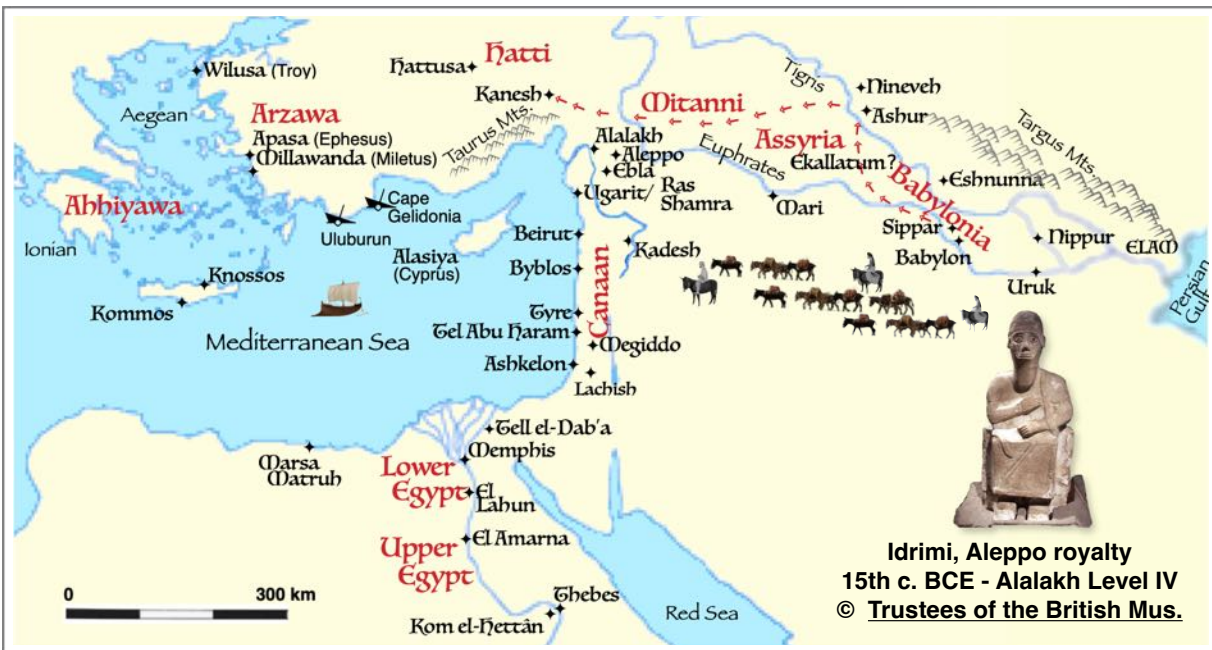 Wilusa (Troy)
Aegean
Hattusa
Hatti
Kanesh
Taurus Mts.
Arzawa
Apasa (Ephesus)
Millawanda (Miletus)
Ahhiyawa
Ionian
Cape
Gelidonia
Uluburun
Alasiya
(Cyprus)
Knossos
Kommos
Mediterranean Sea
Mitanni
Tigris
Nineveh
Ashur
Assyria
Ekallatum?
Targus Mts.
Alalakh
Aleppo
Ebla
Euphrates
Ugarit/ Ras
Shamra
Mari
Babylonia
Eshnunna
Sippar
Babylon
Nippur
ELAM
Uruk
Persian
Gulf
Beirut
Kadesh
Byblos
Canaan
Tyre
Tel Abu Haram
Megiddo
Ashkelon
Lachish
Tell el-Dab'a
Memphis
Marsa
Matruh
Lower
Egypt
El
Lahun
Upper
Egypt
El Amarna
Thebes
Kom el-Hettân
Red Sea
0 300 km
Idrimi, Aleppo royalty
15th c. BCE - Alalakh Level IV
© Trustees of the British Mus.